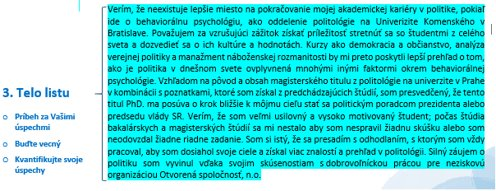 3. Telo listu
Príbeh za Vašimi
úspechmi
Buďte vecný
Kvantifikujte svoje
úspechy
Verím, že neexistuje lepšie miesto na pokračovanie mojej akademickej kariéry v politike, pokiaľ
ide o behaviorálnu psychológiu, ako oddelenie politológie na Univerzite Komenského v
Bratislave. Považujem za vzrušujúci zážitok získať príležitosť stretnúť sa so študentmi z celého
sveta a dozvedieť sa o ich kultúre a hodnotách. Kurzy ako demokracia a občianstvo, analýza
verejnej politiky a manažment náboženskej rozmanitosti by mi preto poskytli lepší prehľad o tom,
ako je politika v dnešnom svete ovplyvnená mnohými inými faktormi okrem behaviorálnej
psychológie. Vzhľadom na pôvod a obsah magisterského titulu z politológie na univerzite v Prahe
v kombinácii s poznatkami, ktoré som získal z predchádzajúcich štúdií, som presvedčený, že tento
titul PhD. ma posúva o krok bližšie k môjmu cieľu stať sa politickým poradcom prezidenta alebo
predsedu vlády SR. Verím, že som veľmi usilovný a vysoko motivovaný študent; počas štúdia
bakalárskych a magisterských štúdií sa mi nestalo aby som nespravil žiadnu skúšku alebo som
neodovzdal žiadne riadne zadanie. Som si istý, že sa presadím s odhodlaním, s ktorým som vždy
pracoval, aby som dosiahol svoje ciele a získal viac znalostí a prehľad v politológii. Silný záujem o
politiku som vyvinul vďaka svojim skúsenostiam s dobrovoľníckou prácou pre neziskovú
organizáciou Otvorená spoločnosť, n.o.